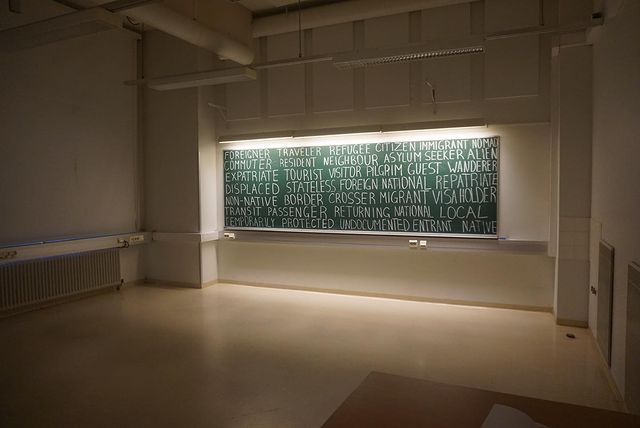 FOREIGNER TRAVELER REFUGEE CITIZEN IMMIGRANT NOMAD
COMMUTER RESIDENT NEIGHBOUR ASYLUM SEEKER ALIEN
EXPATRIATE TOURIST VISITOR PILGRIM GUEST WANDERER
DISPLACED STATELESS FOREIGN NATIONAL REPATRIATE
NON-NATIVE BORDER CROSSER MIGRANT VISA HOLDER
TRANSIT PASSENGER RETURNING NATIONAL LOCAL
TEMPORARILY PROTECTED UNDOCUMENTED ENTRANT NATIVE